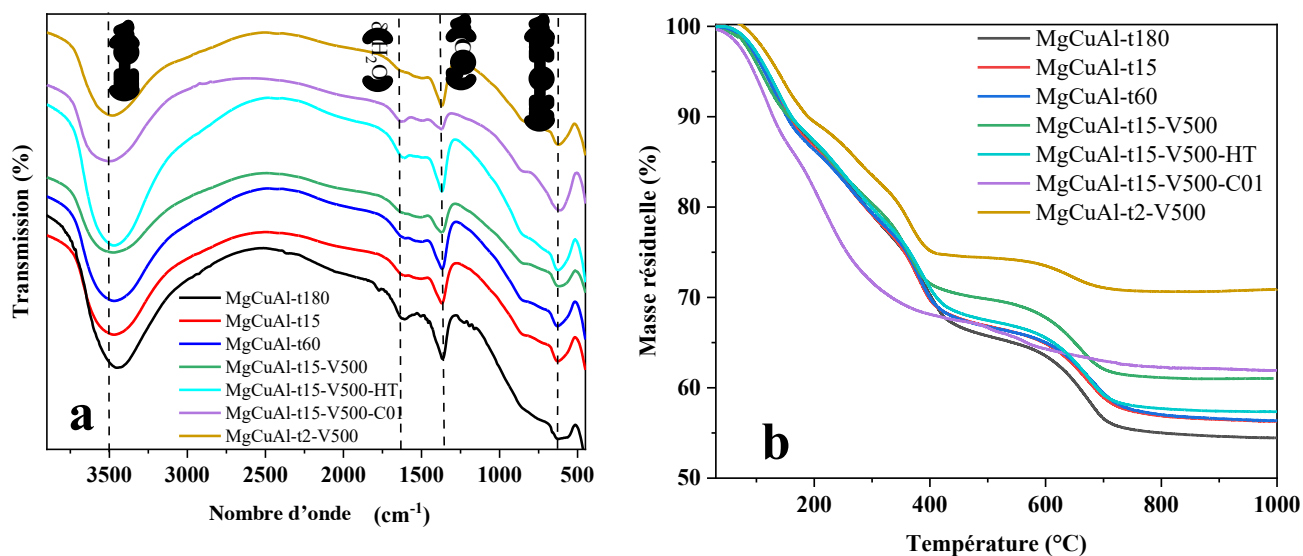 δ(H₂O)
Transmission (%)
MgCuAl-t180
MgCuAl-t15
MgCuAl-t60
MgCuAl-t15-V500
MgCuAl-t15-V500-HT
MgCuAl-t15-V500-C01
MgCuAl-t2-V500
a
3500 3000 2500 2000 1500 1000 500
Nombre d'onde (cm⁻¹)
100
90
80
70
60
50
Masse résiduelle (%)
MgCuAl-t180
MgCuAl-t15
MgCuAl-t60
MgCuAl-t15-V500
MgCuAl-t15-V500-HT
MgCuAl-t15-V500-C01
MgCuAl-t2-V500
b
200 400 600 800 1000
Température (°C)